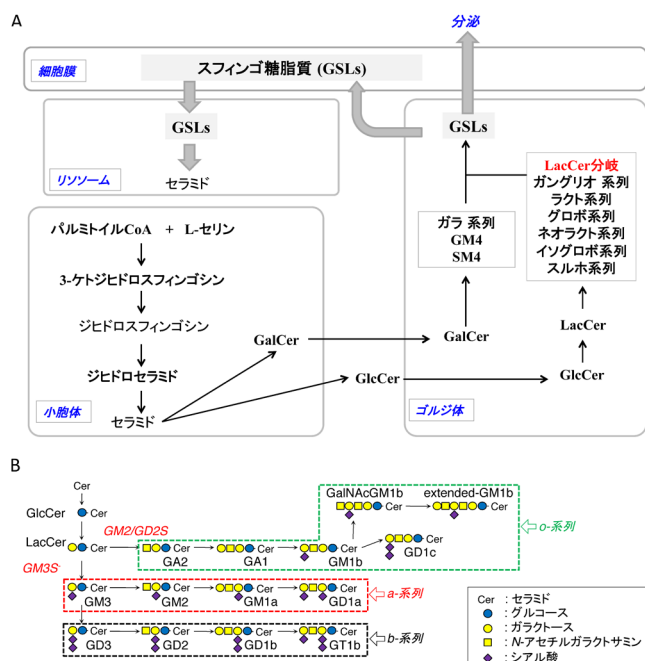 A
分泌
細胞膜
スフィンゴ糖脂質 (GSLs)
GSLs
リソソーム
セラミド
GSLs
LacCer分岐
ガングリオ 系列
ラクト系列
グロボ系列
ネオラクト系列
イソグロボ系列
スルホ系列
ガラ 系列
GM4
SM4
パルミトイルCoA + L-セリン
3-ケトジヒドロスフィンゴシン
ジヒドロスフィンゴシン
ジヒドロセラミド
セラミド
小胞体
GalCer
GlcCer
GalCer
LacCer
GlcCer
ゴルジ体
B
Cer
GlcCer
Cer
LacCer
Cer
GM2/GD2S
GM3S
GalNAcGM1b
extended-GM1b
Cer
Cer
o-系列
Cer
Cer
Cer
Cer
GA2
GA1
GM1b
GD1c
Cer
Cer
Cer
Cer
GM3
GM2
GM1a
GD1a
a-系列
Cer
Cer
Cer
Cer
GD3
GD2
GD1b
GT1b
b-系列
Cer : セラミド
: グルコース
: ガラクトース
: N-アセチルガラクトサミン
: シアル酸